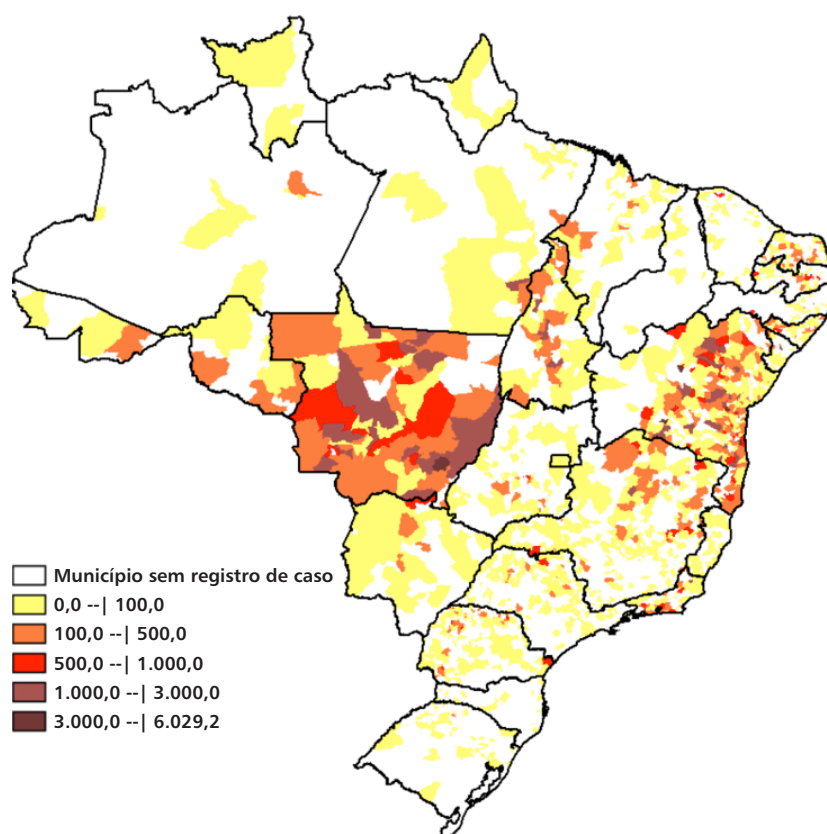 Município sem registro de caso
0,0 --| 100,0
100,0 --| 500,0
500,0 --| 1.000,0
1.000,0 --| 3.000,0
3.000,0 --| 6.029,2